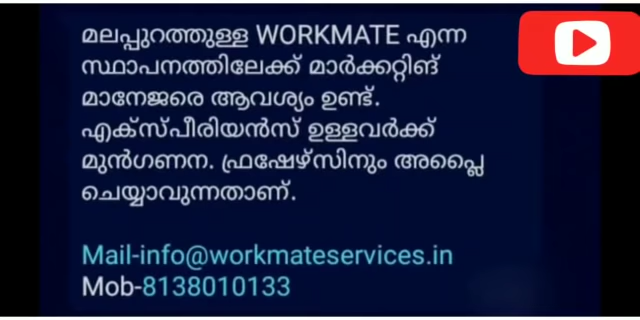 മലപ്പുറത്തുള്ള WORKMATE എന്ന
സ്ഥാപനത്തിലേക്ക് മാർക്കറ്റിങ്
മാനേജരെ ആവശ്യം ഉണ്ട്.
എക്സ്പീരിയൻസ് ഉള്ളവർക്ക്
മുൻഗണന. ഫ്രഷേഴ്സിനും അപ്ലൈ
ചെയ്യാവുന്നതാണ്.
Mail-info@workmateservices.in
Mob-8138010133